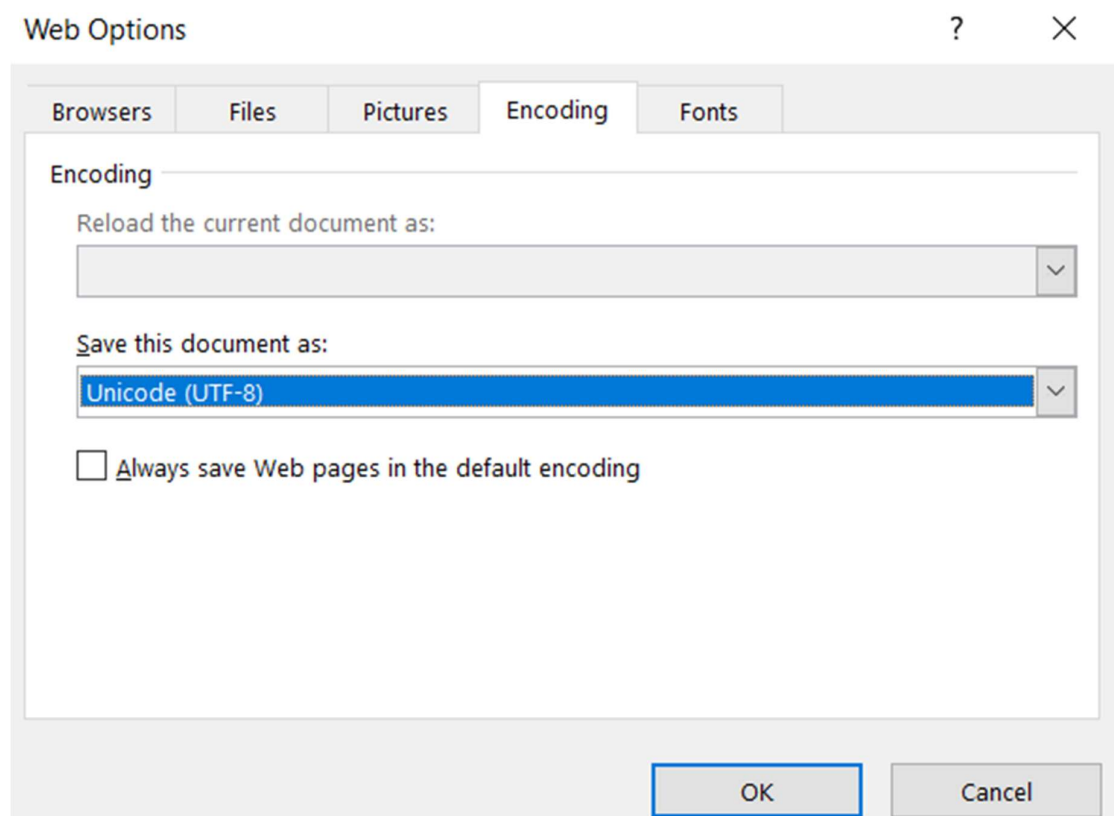 Web Options ? ×
Browsers Files Pictures Encoding Fonts
Encoding
Reload the current document as:
Save this document as:
Unicode (UTF-8)
Always save Web pages in the default encoding
OK Cancel